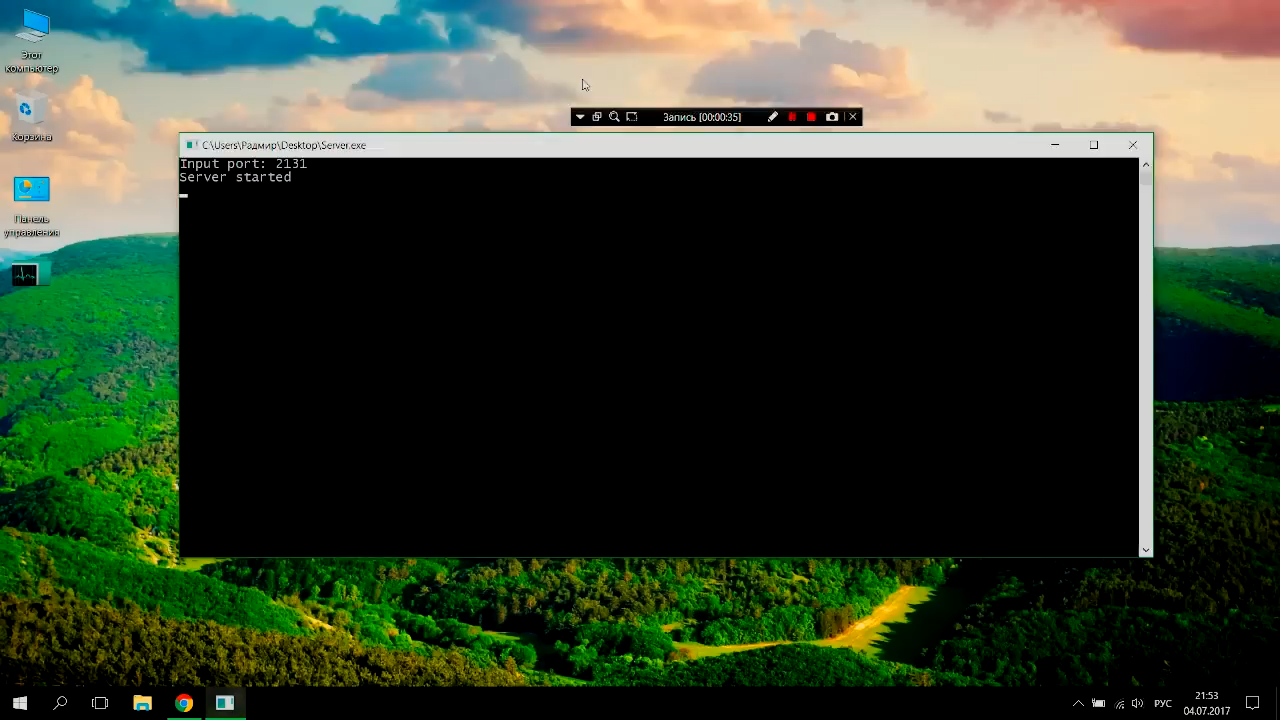 Этот
компьютер
Корзина
Панель
управления
Запись [00:00:35]
C:\Users\Радмир\Desktop\Server.exe
Input port: 2131
Server started
РУС
21:53
04.07.2017